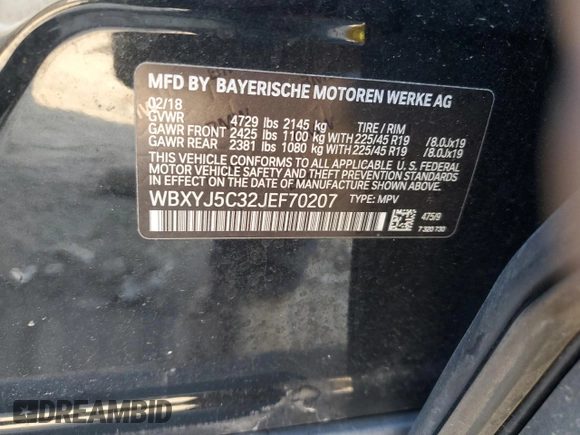 MFD BY BAYERISCHE MOTOREN WERKE AG
02/18
GVWR 4729 lbs 2145 kg TIRE / RIM
GAWR FRONT 2425 lbs 1100 kg WITH 225/45 R19 /8.0Jx19
GAWR REAR 2381 lbs 1080 kg WITH 225/45 R19 /8.0Jx19
THIS VEHICLE CONFORMS TO ALL APPLICABLE U. S. FEDERAL
MOTOR VEHICLE SAFETY AND THEFT PREVENTION STANDARDS
IN EFFECT ON THE DATE OF MANUFACTURE SHOWN ABOVE.
WBXYJ5C32JEF70207 TYPE: MPV
475/9
7 320 730
DREAMBID